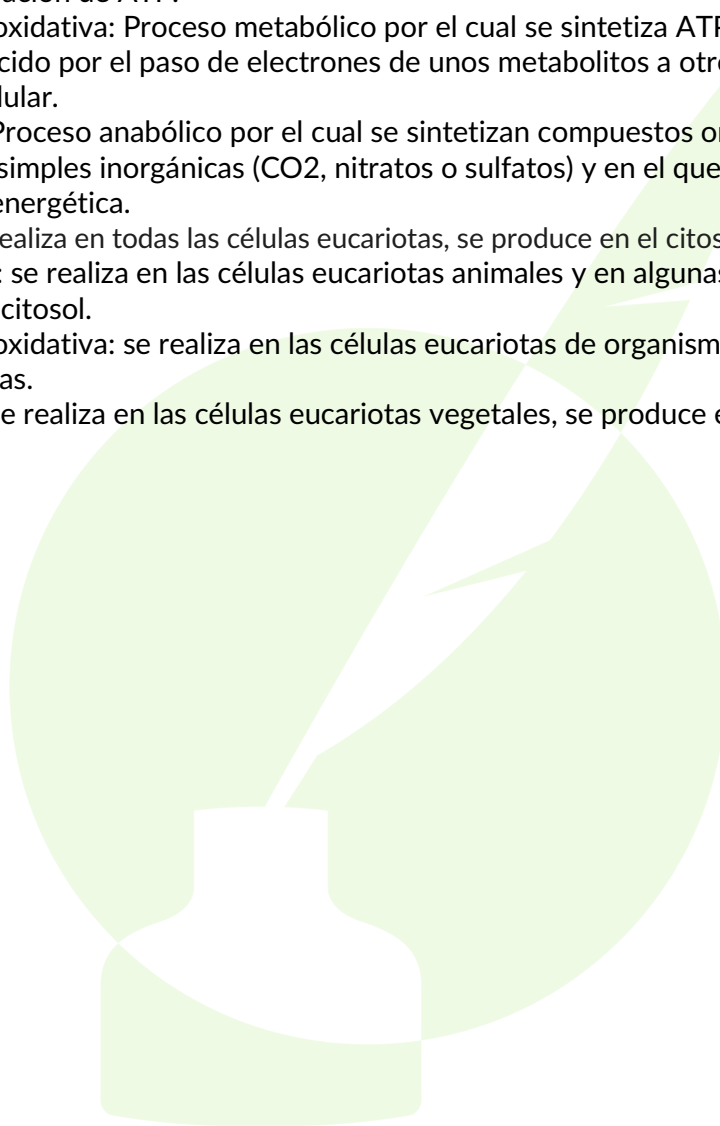 oxidativa: Proceso metabólico por el cual se sintetiza ATP
cido por el paso de electrones de unos metabolitos a otr
lular.
Proceso anabólico por el cual se sintetizan compuestos o
simples inorgánicas (CO2, nitratos o sulfatos) y en el que
energética.
ealiza en todas las células eucariotas, se produce en el citos
: se realiza en las células eucariotas animales y en alguna
citosol.
oxidativa: se realiza en las células eucariotas de organism
as.
e realiza en las células eucariotas vegetales, se produce e